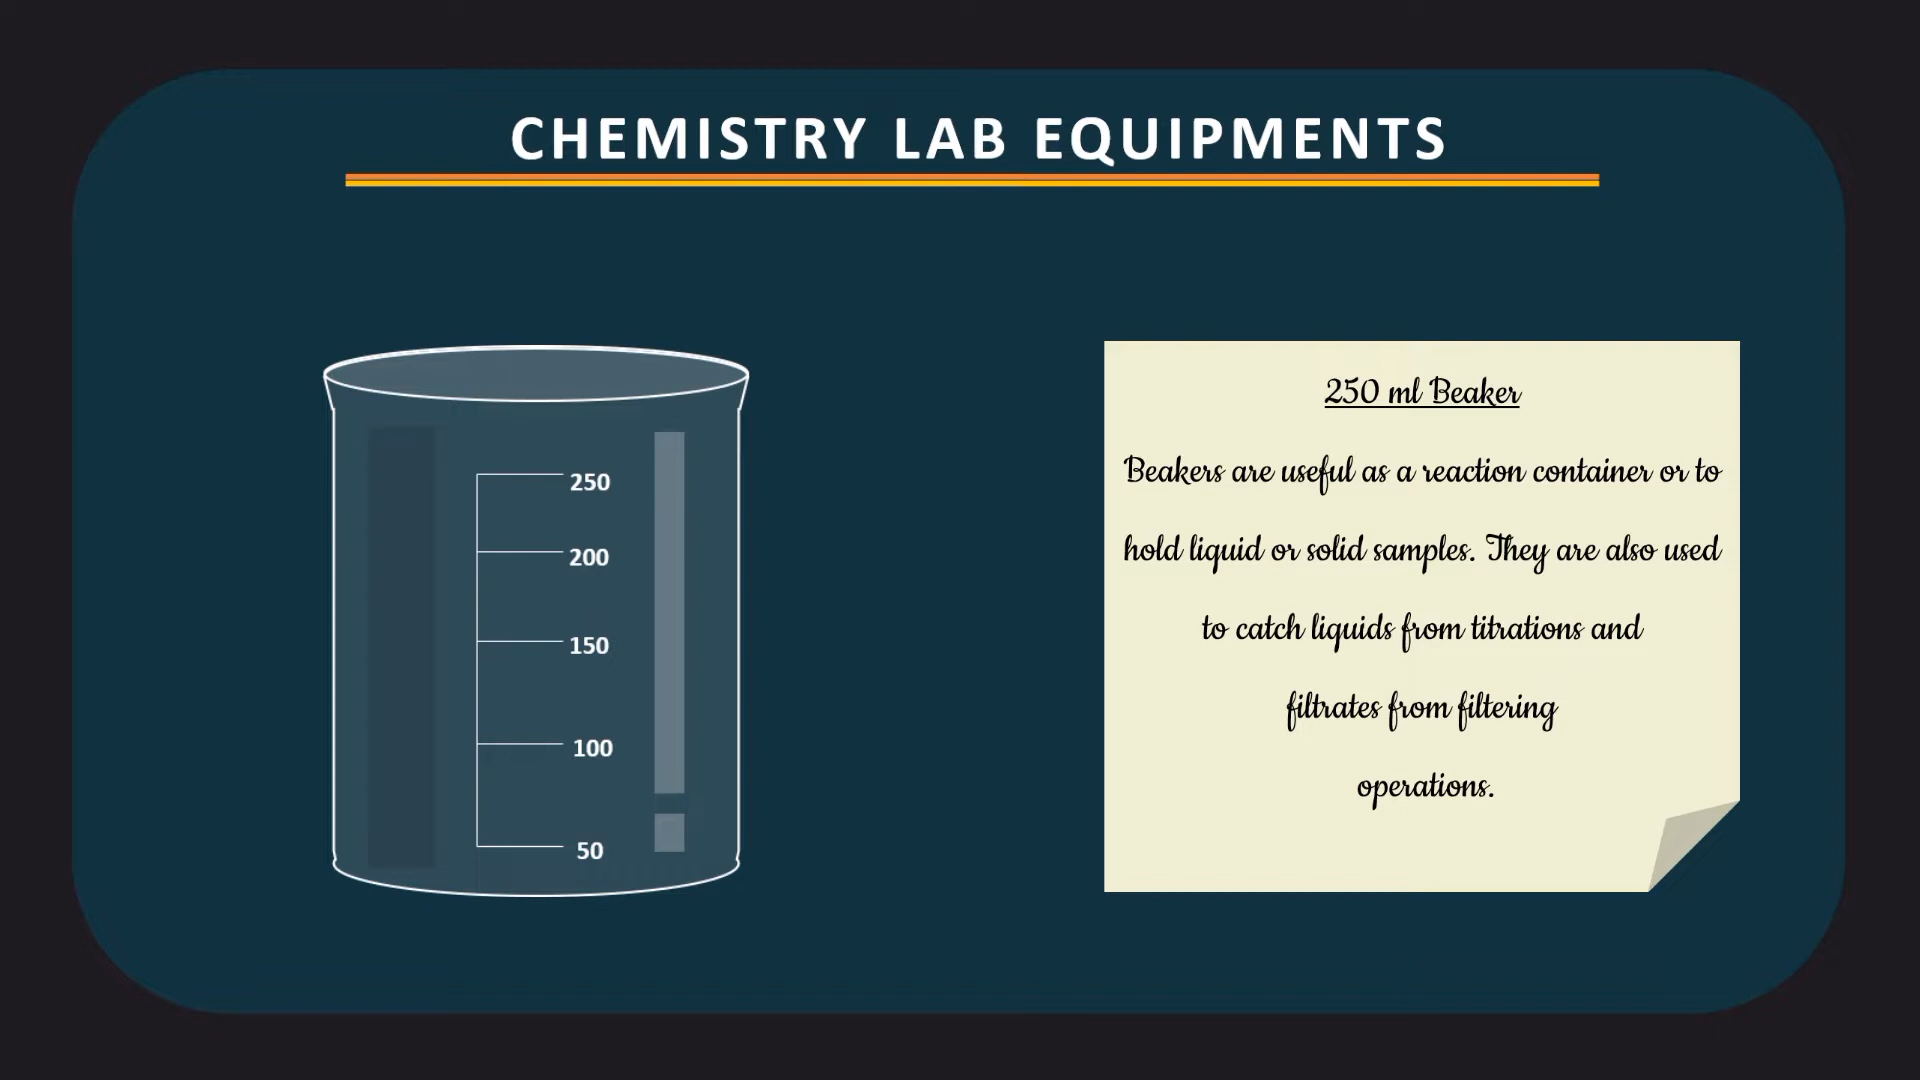 CHEMISTRY LAB EQUIPMENTS
250
200
150
100
50
250 ml Beaker
Beakers are useful as a reaction container or to
hold liquid or solid samples. They are also used
to catch liquids from titrations and
filtrates from filtering
operations.